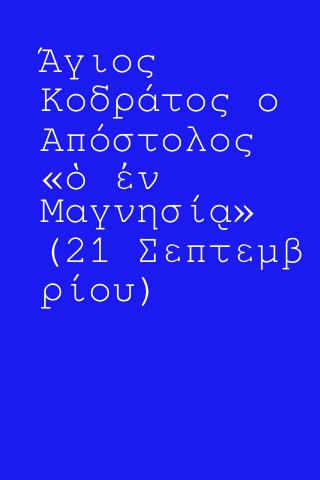 Άγιος
Κοδράτος ο
Απόστολος
«ὁ ἐν
Μαγνησίᾳ»
(21 Σεπτεμβ
ρίου)